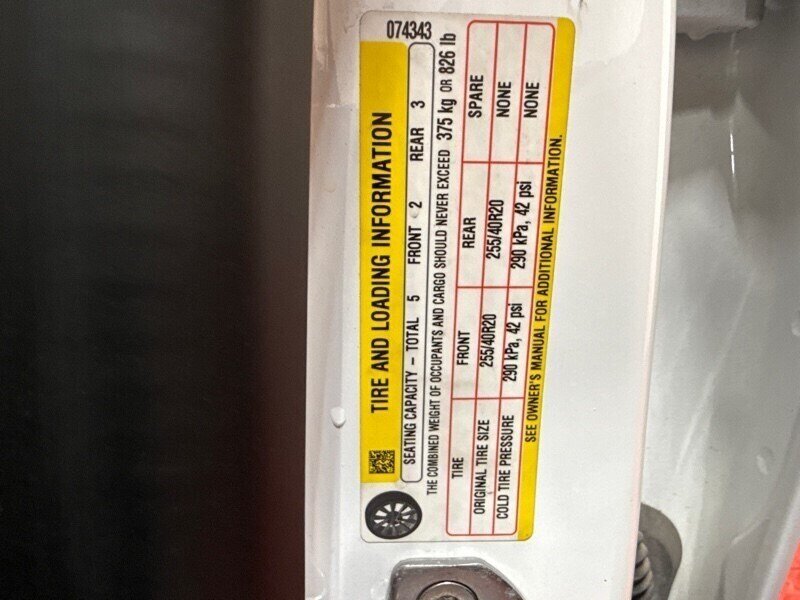 074343
TIRE AND LOADING INFORMATION
SEATING CAPACITY - TOTAL 5 FRONT 2 REAR 3
THE COMBINED WEIGHT OF OCCUPANTS AND CARGO SHOULD NEVER EXCEED 375 kg OR 826 lb
TIRE FRONT REAR SPARE
ORIGINAL TIRE SIZE 255/40R20 255/40R20 NONE
COLD TIRE PRESSURE 290 kPa, 42 psi 290 kPa, 42 psi NONE
SEE OWNER'S MANUAL FOR ADDITIONAL INFORMATION.